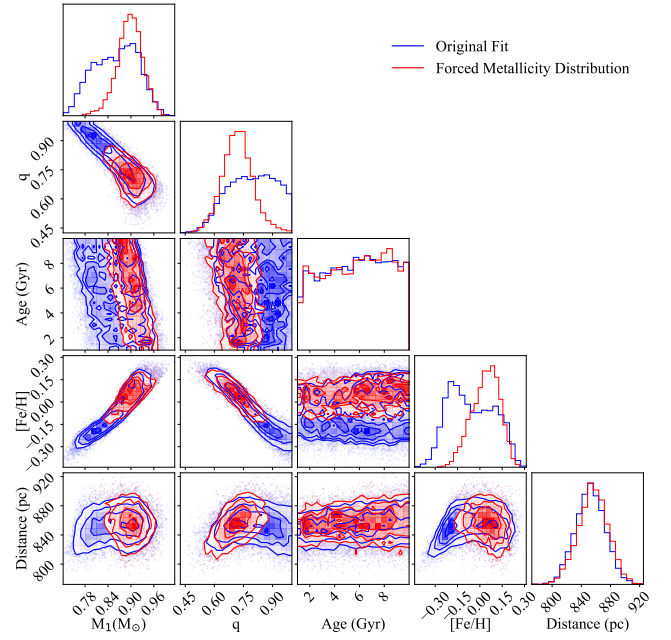 Original Fit
Forced Metallicity Distribution
q
0.90
0.75
0.60
0.45
Age (Gyr)
8
6
4
2
[Fe/H]
0.30
0.15
0.00
−0.15
−0.30
Distance (pc)
920
880
840
800
0.78 0.84 0.90 0.96
M₁(M⊙)
0.45 0.60 0.75 0.90
q
2 4 6 8
Age (Gyr)
−0.30 −0.15 0.00 0.15 0.30
[Fe/H]
800 840 880 920
Distance (pc)